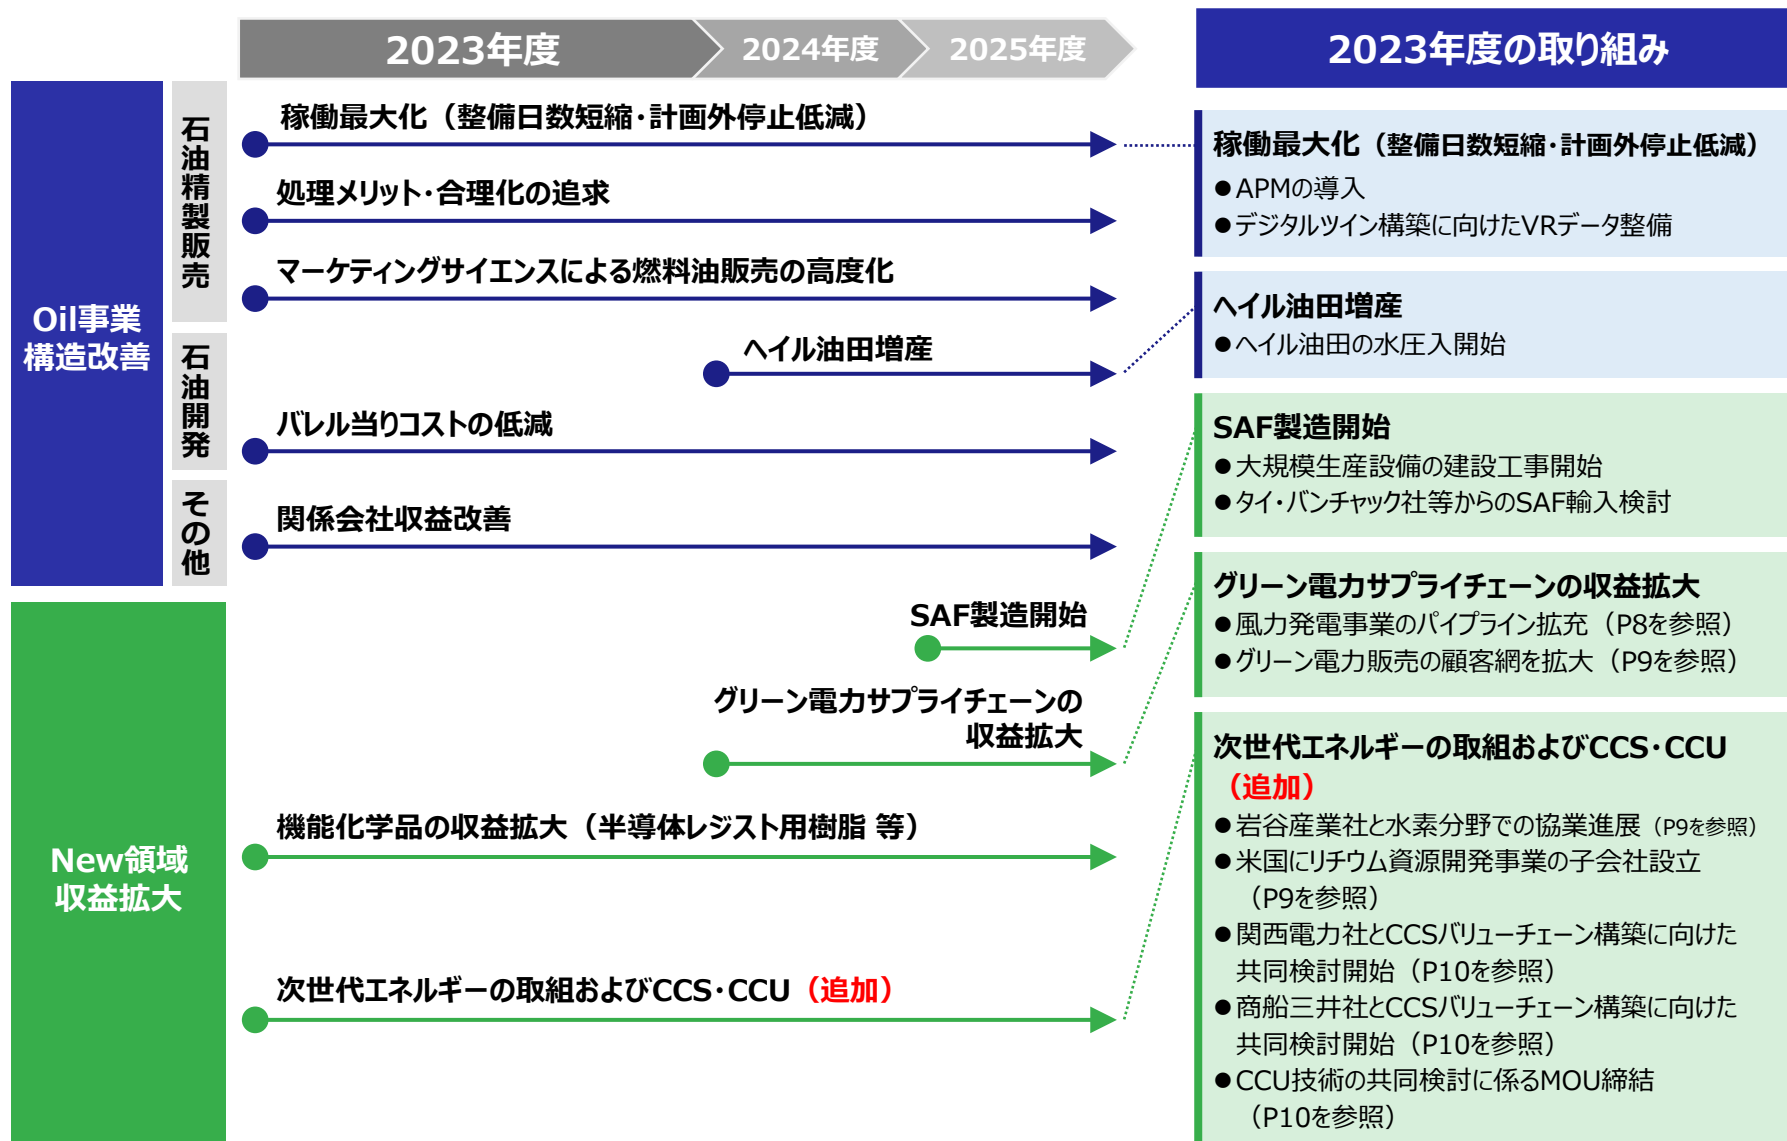 2023年度
2024年度
2025年度
2023年度の取り組み
Oil事業
構造改善
石油精製販売
稼働最大化（整備日数短縮・計画外停止低減）
処理メリット・合理化の追求
マーケティングサイエンスによる燃料油販売の高度化
石油開発
ヘイル油田増産
バレル当りコストの低減
その他
関係会社収益改善
New領域
収益拡大
SAF製造開始
グリーン電力サプライチェーンの
収益拡大
機能化学品の収益拡大（半導体レジスト用樹脂 等）
次世代エネルギーの取組およびCCS・CCU（追加）
稼働最大化（整備日数短縮・計画外停止低減）
●APMの導入
●デジタルツイン構築に向けたVRデータ整備
ヘイル油田増産
●ヘイル油田の水圧入開始
SAF製造開始
●大規模生産設備の建設工事開始
●タイ・バンチャック社等からのSAF輸入検討
グリーン電力サプライチェーンの収益拡大
●風力発電事業のパイプライン拡充（P8を参照）
●グリーン電力販売の顧客網を拡大（P9を参照）
次世代エネルギーの取組およびCCS・CCU
（追加）
●岩谷産業社と水素分野での協業進展（P9を参照）
●米国にリチウム資源開発事業の子会社設立
（P9を参照）
●関西電力社とCCSバリューチェーン構築に向けた
共同検討開始（P10を参照）
●商船三井社とCCSバリューチェーン構築に向けた
共同検討開始（P10を参照）
●CCU技術の共同検討に係るMOU締結
（P10を参照）